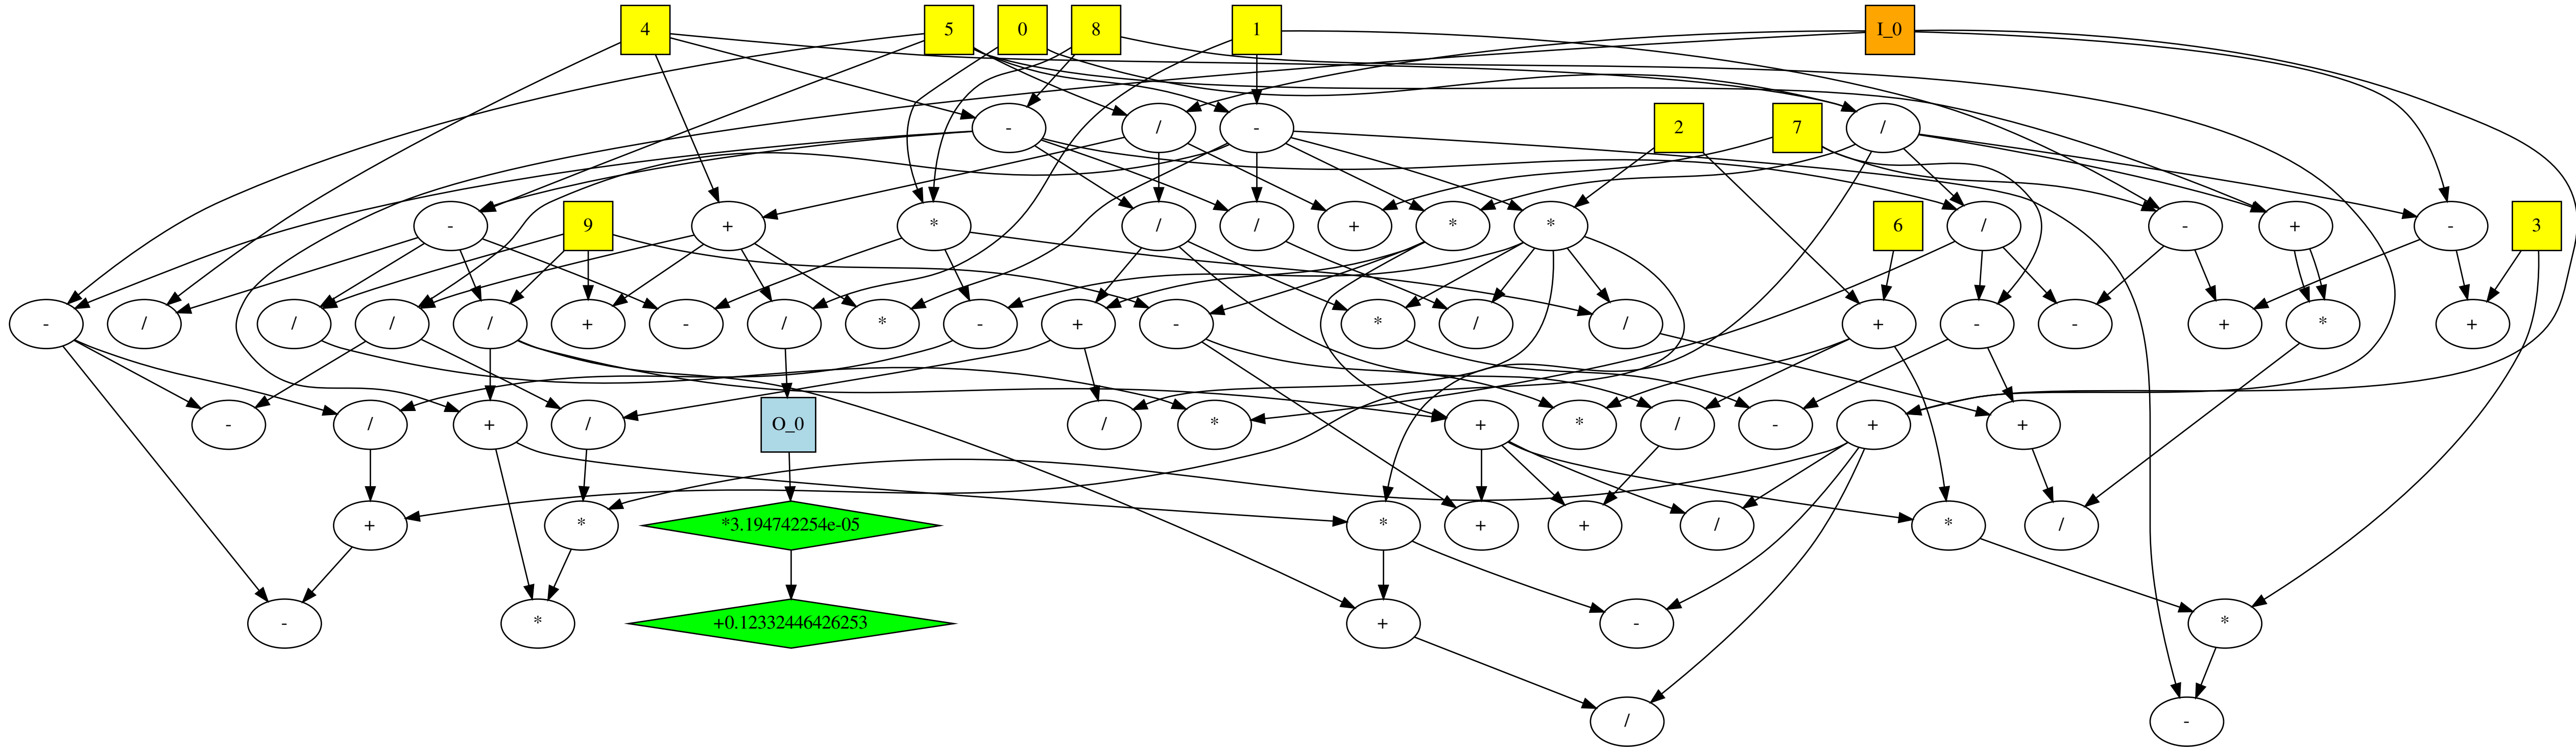 4 5 0 8 1 I_0
- / - 2 7 /
- 9 + * / / + * * 6 / - + - 3
- / / / / + - / * - + - * / / + - - + * +
- / + / O_0 / * + * / - + +
+ * *3.194742254e-05 * + + / * /
- * +0.12332446426253 + - *
/ -